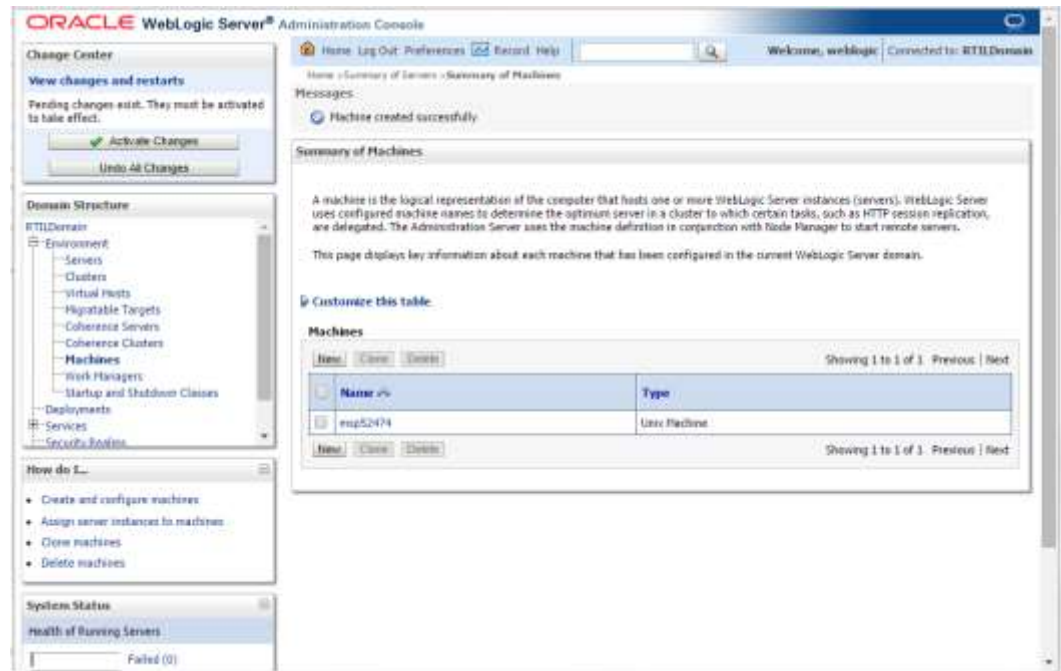 ORACLE WebLogic Server® Administration Console
Change Center
View changes and restarts
Pending changes exist. They must be activated
to take effect.
Activate Changes
Undo All Changes
Domain Structure
RTILDomain
Environment
Servers
Clusters
Virtual Hosts
Migratable Targets
Coherence Servers
Coherence Clusters
Machines
Work Managers
Startup and Shutdown Classes
Deployments
Services
Security Realms
How do I...
Create and configure machines
Assign server instances to machines
Clone machines
Delete machines
System Status
Health of Running Servers
Failed (0)
Home Log Out Preferences Record Help
Welcome, weblogic Connected to: RTILDomain
Home >Summary of Servers >Summary of Machines
Messages
Machine created successfully
Summary of Machines
A machine is the logical representation of the computer that hosts one or more WebLogic Server instances (servers). WebLogic Server
uses configured machine names to determine the optimum server in a cluster to which certain tasks, such as HTTP session replication,
are delegated. The Administration Server uses the machine definition in conjunction with Node Manager to start remote servers.
This page displays key information about each machine that has been configured in the current WebLogic Server domain.
Customize this table
Machines
New Clone Delete
Showing 1 to 1 of 1 Previous | Next
Name Type
Unix Machine
New Clone Delete
Showing 1 to 1 of 1 Previous | Next